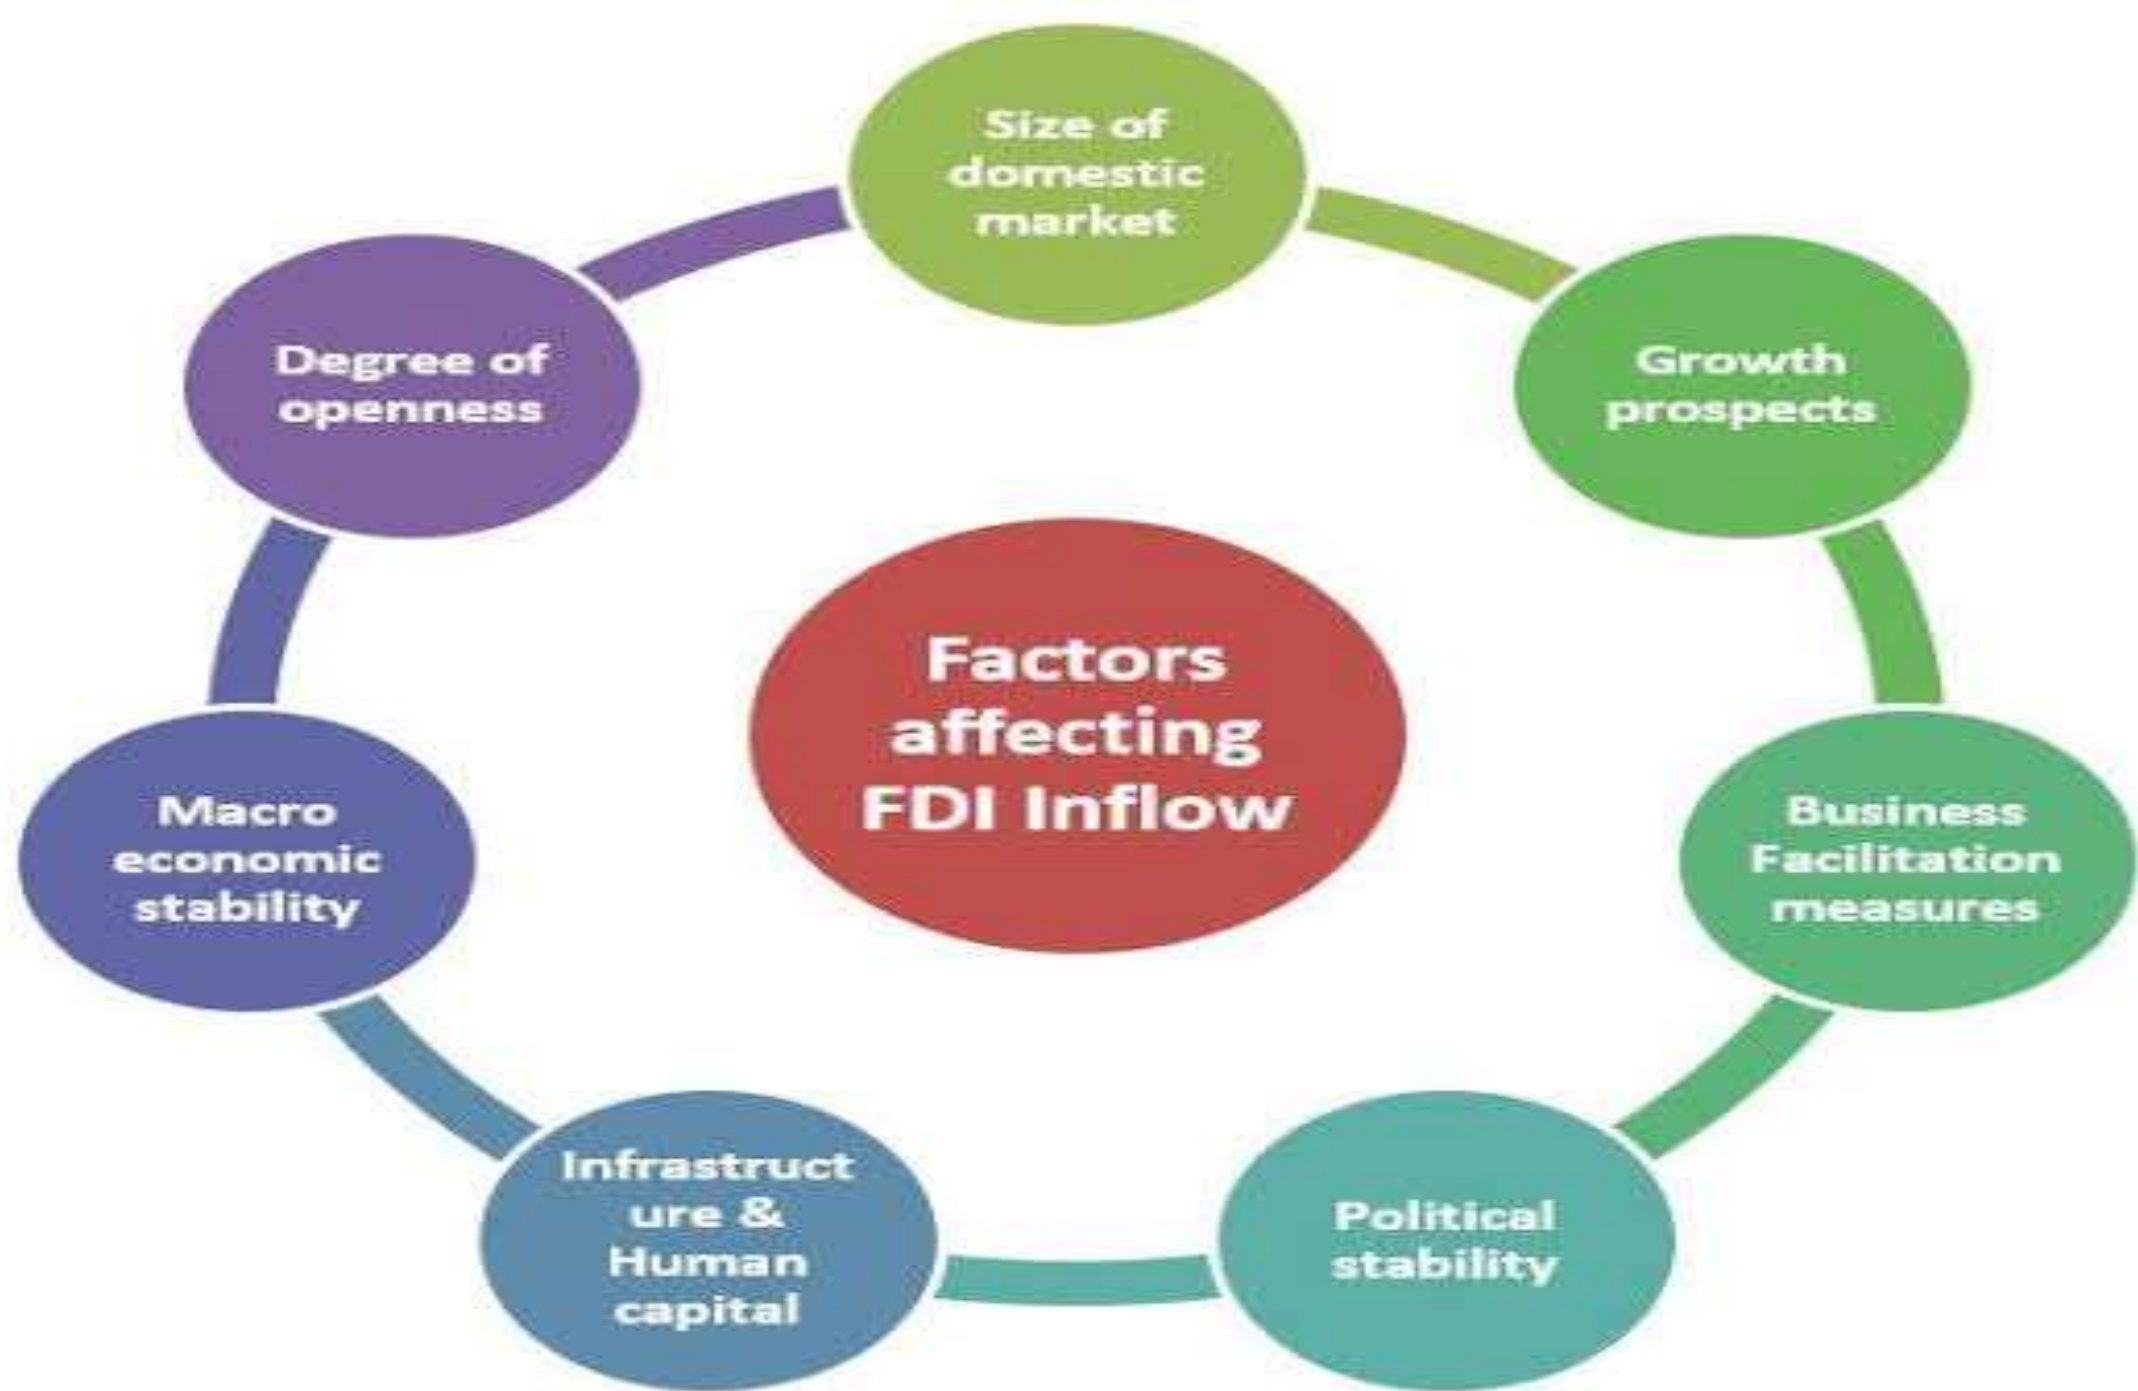 Size of
domestic
market
Growth
prospects
Business
Facilitation
measures
Political
stability
Infrastruct
ure &
Human
capital
Macro
economic
stability
Degree of
openness
Factors
affecting
FDI Inflow